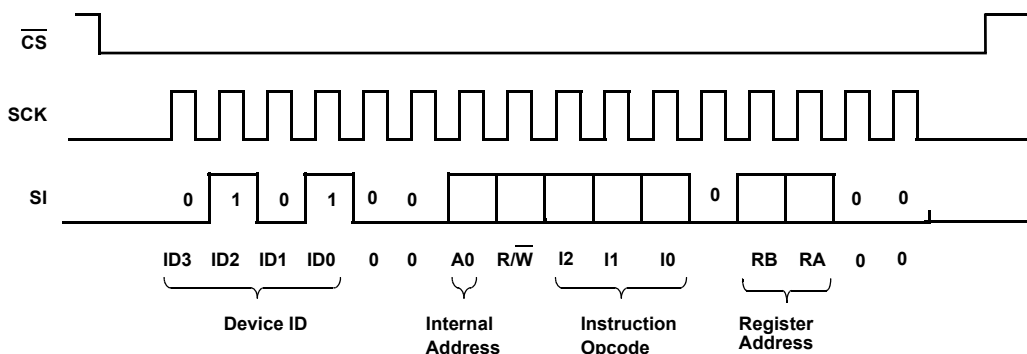 CS
SCK
SI
0 1 0 1 0 0 0 0 0
ID3 ID2 ID1 ID0 0 0 A0 R/W I2 I1 I0 RB RA 0 0
Device ID Internal Instruction Register
Address Opcode Address